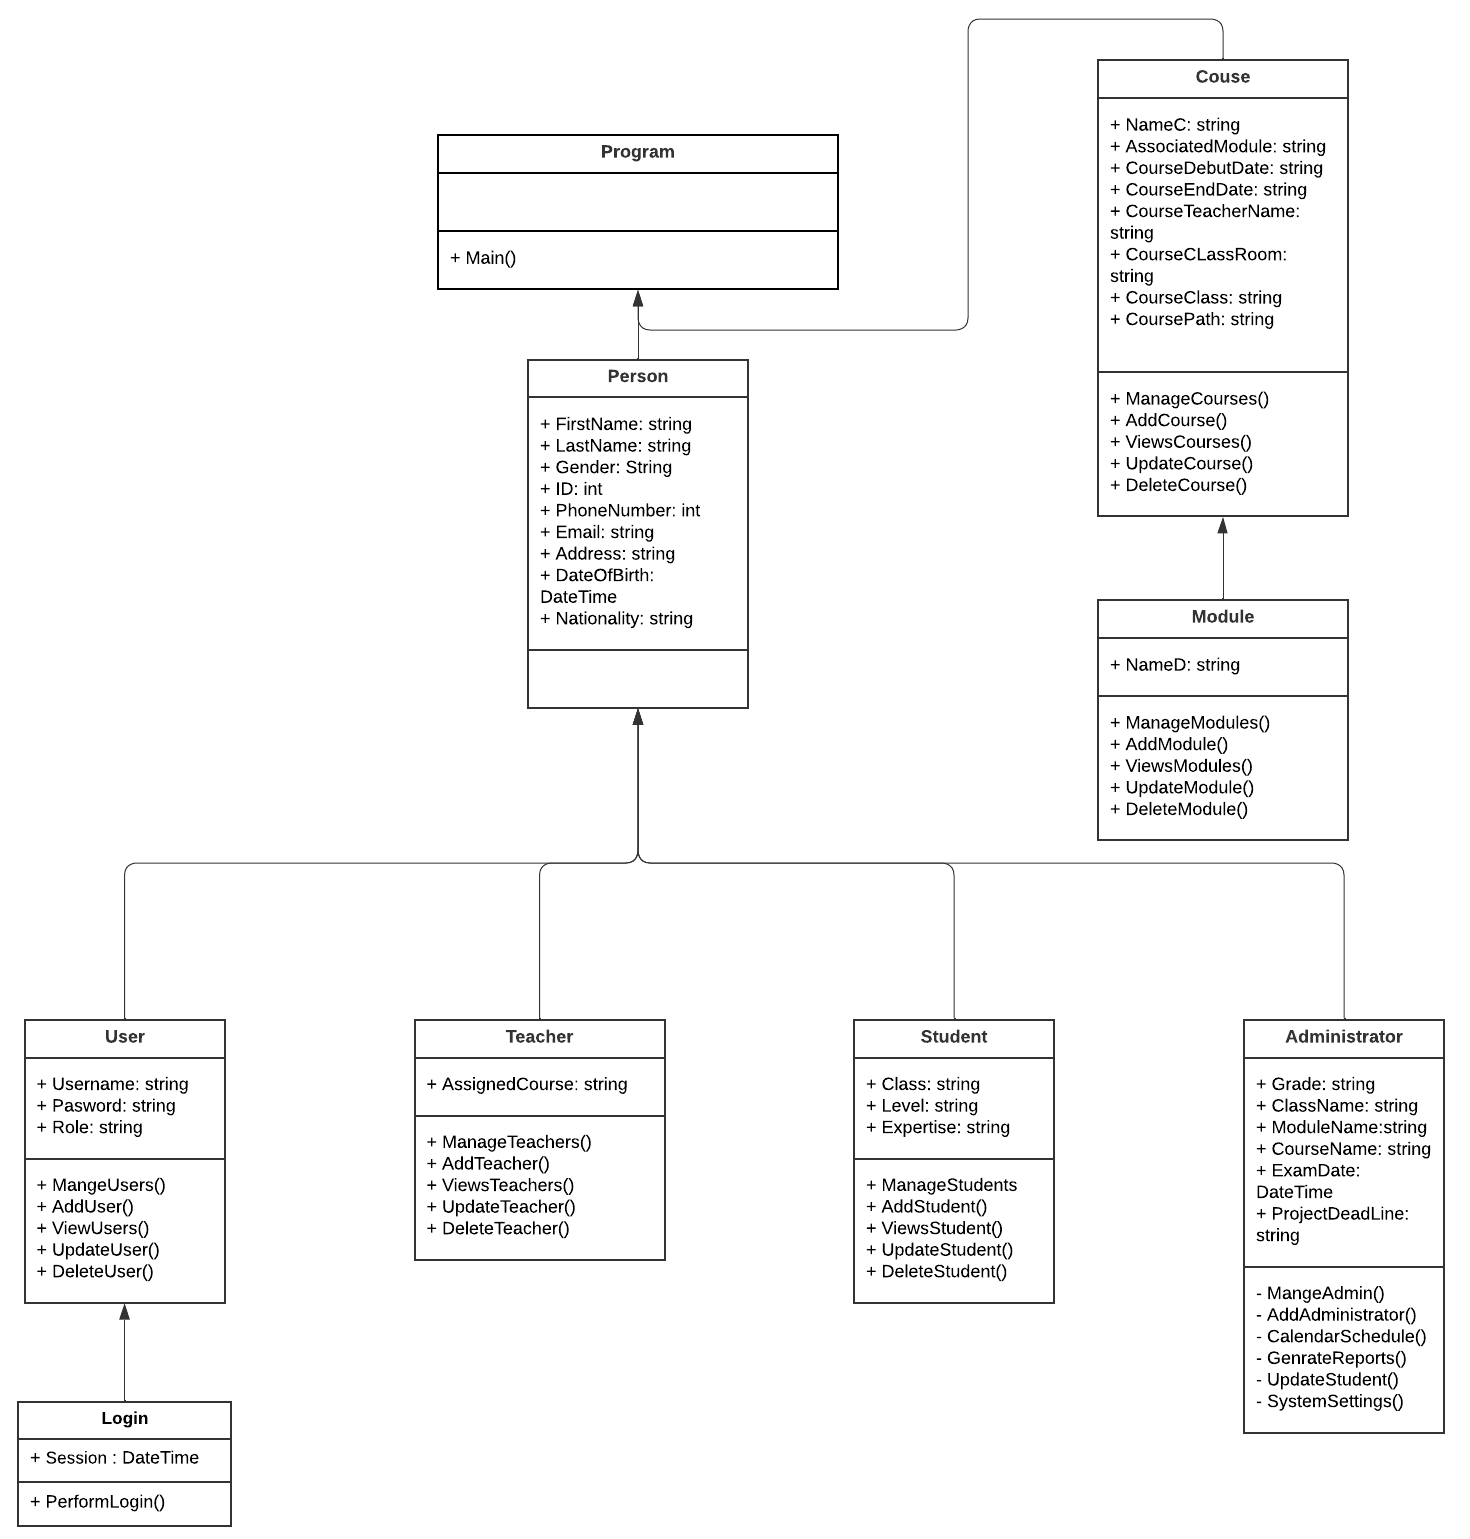 Couse
+ NameC: string
+ AssociatedModule: string
+ CourseDebutDate: string
+ CourseEndDate: string
+ CourseTeacherName:
string
+ CourseCLassRoom:
string
+ CourseClass: string
+ CoursePath: string
+ ManageCourses()
+ AddCourse()
+ ViewsCourses()
+ UpdateCourse()
+ DeleteCourse()
Program
+ Main()
Person
+ FirstName: string
+ LastName: string
+ Gender: String
+ ID: int
+ PhoneNumber: int
+ Email: string
+ Address: string
+ DateOfBirth:
DateTime
+ Nationality: string
Module
+ NameD: string
+ ManageModules()
+ AddModule()
+ ViewsModules()
+ UpdateModule()
+ DeleteModule()
User
+ Username: string
+ Pasword: string
+ Role: string
+ MangeUsers()
+ AddUser()
+ ViewUsers()
+ UpdateUser()
+ DeleteUser()
Teacher
+ AssignedCourse: string
+ ManageTeachers()
+ AddTeacher()
+ ViewsTeachers()
+ UpdateTeacher()
+ DeleteTeacher()
Student
+ Class: string
+ Level: string
+ Expertise: string
+ ManageStudents
+ AddStudent()
+ ViewsStudent()
+ UpdateStudent()
+ DeleteStudent()
Administrator
+ Grade: string
+ ClassName: string
+ ModuleName:string
+ CourseName: string
+ ExamDate:
DateTime
+ ProjectDeadLine:
string
- MangeAdmin()
- AddAdministrator()
- CalendarSchedule()
- GenrateReports()
- UpdateStudent()
- SystemSettings()
Login
+ Session : DateTime
+ PerformLogin()